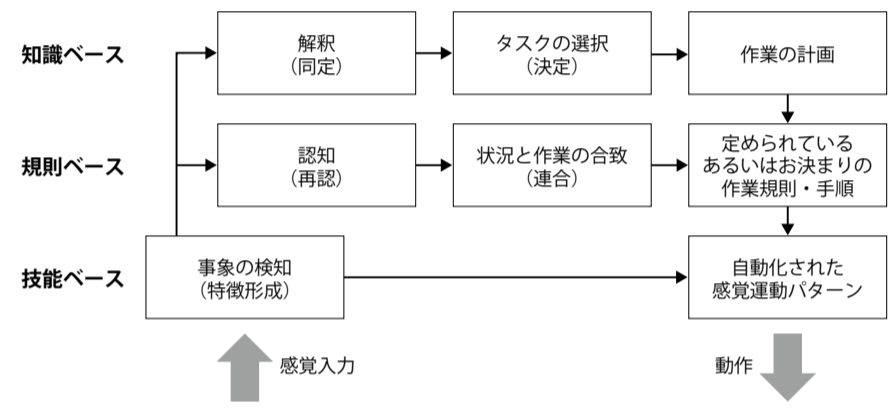 知識ベース
解釈
（同定）
タスクの選択
（決定）
作業の計画
規則ベース
認知
（再認）
状況と作業の合致
（連合）
定められている
あるいはお決まりの
作業規則・手順
技能ベース
事象の検知
（特徴形成）
自動化された
感覚運動パターン
感覚入力
動作